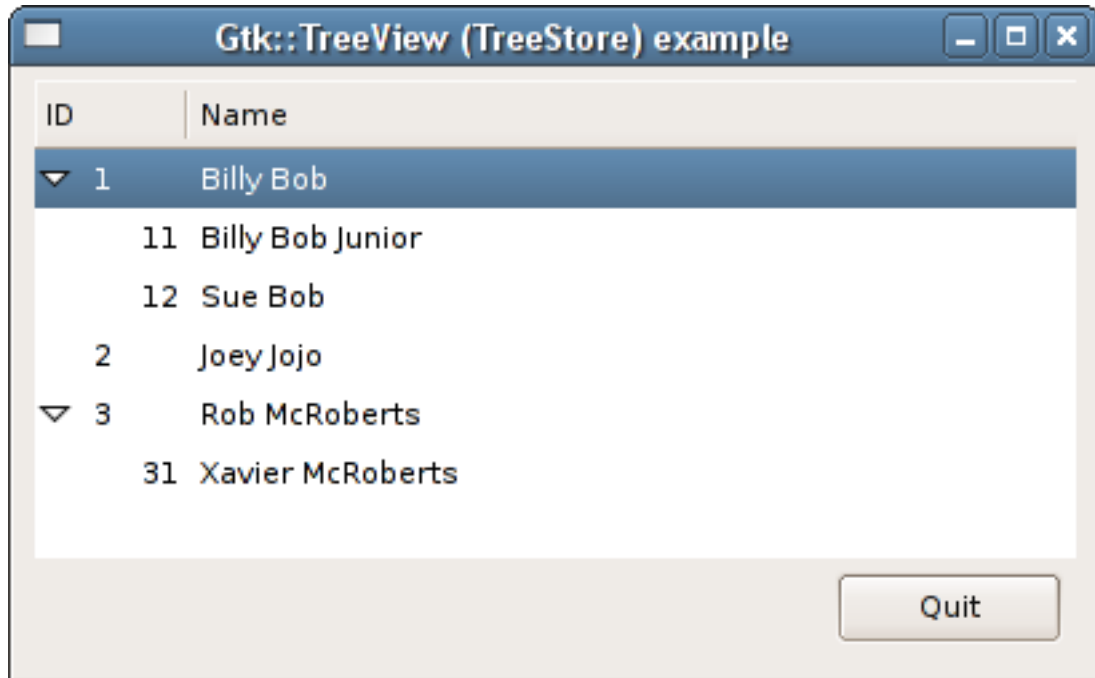 Gtk::TreeView (TreeStore) example
ID Name
1 Billy Bob
11 Billy Bob Junior
12 Sue Bob
2 Joey Jojo
3 Rob McRoberts
31 Xavier McRoberts
Quit